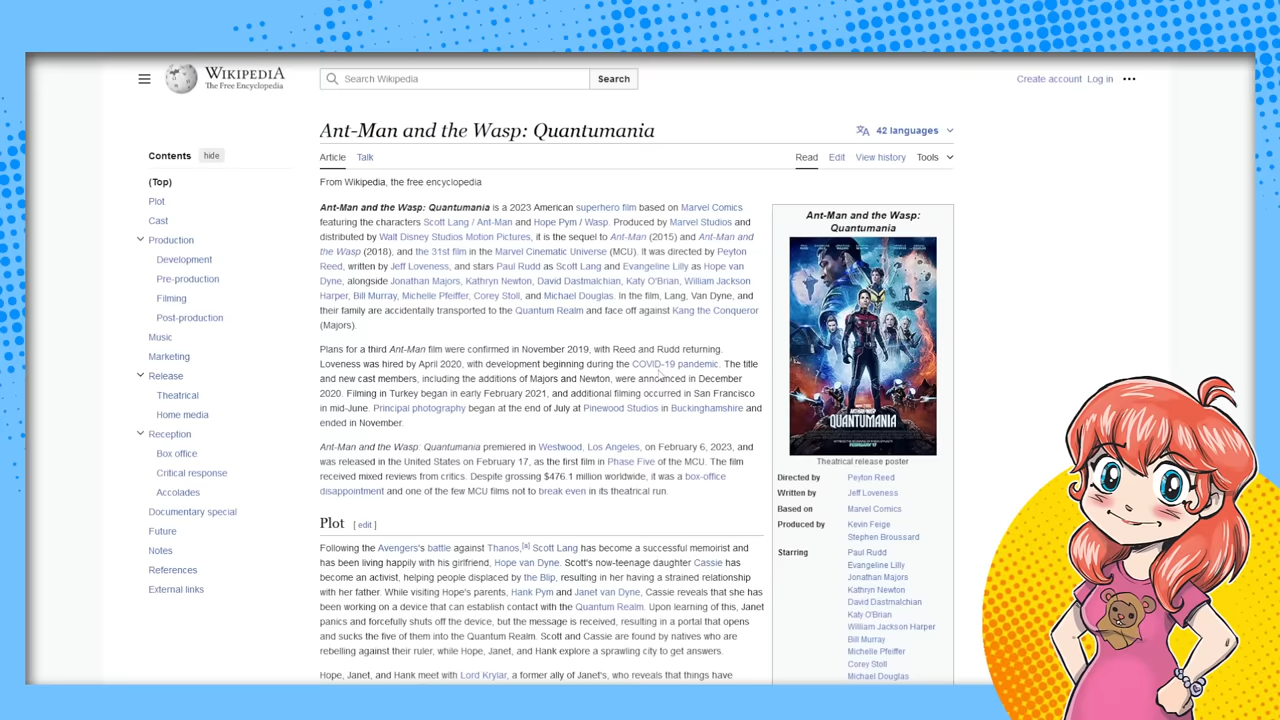 WIKIPEDIA
The Free Encyclopedia
Search Wikipedia
Search
Create account Log in
Ant-Man and the Wasp: Quantumania
42 languages
Article Talk
Read Edit View history Tools
From Wikipedia, the free encyclopedia
Contents hide
(Top)
Plot
Cast
Production
Development
Pre-production
Filming
Post-production
Music
Marketing
Release
Theatrical
Home media
Reception
Box office
Critical response
Accolades
Documentary special
Future
Notes
References
External links
Ant-Man and the Wasp: Quantumania is a 2023 American superhero film based on Marvel Comics
featuring the characters Scott Lang / Ant-Man and Hope Pym / Wasp. Produced by Marvel Studios and
distributed by Walt Disney Studios Motion Pictures, it is the sequel to Ant-Man (2015) and Ant-Man and
the Wasp (2018), and the 31st film in the Marvel Cinematic Universe (MCU). It was directed by Peyton
Reed, written by Jeff Loveness, and stars Paul Rudd as Scott Lang and Evangeline Lilly as Hope van
Dyne, alongside Jonathan Majors, Kathryn Newton, David Dastmalchian, Katy O'Brian, William Jackson
Harper, Bill Murray, Michelle Pfeiffer, Corey Stoll, and Michael Douglas. In the film, Lang, Van Dyne, and
their family are accidentally transported to the Quantum Realm and face off against Kang the Conqueror
(Majors).
Plans for a third Ant-Man film were confirmed in November 2019, with Reed and Rudd returning.
Loveness was hired by April 2020, with development beginning during the COVID-19 pandemic. The title
and new cast members, including the additions of Majors and Newton, were announced in December
2020. Filming in Turkey began in early February 2021, and additional filming occurred in San Francisco
in mid-June. Principal photography began at the end of July at Pinewood Studios in Buckinghamshire and
ended in November.
Ant-Man and the Wasp: Quantumania premiered in Westwood, Los Angeles, on February 6, 2023, and
was released in the United States on February 17, as the first film in Phase Five of the MCU. The film
received mixed reviews from critics. Despite grossing $476.1 million worldwide, it was a box-office
disappointment and one of the few MCU films not to break even in its theatrical run.
Plot [ edit ]
Following the Avengers's battle against Thanos,[a] Scott Lang has become a successful memoirist and
has been living happily with his girlfriend, Hope van Dyne. Scott's now-teenage daughter Cassie has
become an activist, helping people displaced by the Blip, resulting in her having a strained relationship
with her father. While visiting Hope's parents, Hank Pym and Janet van Dyne, Cassie reveals that she has
been working on a device that can establish contact with the Quantum Realm. Upon learning of this, Janet
panics and forcefully shuts off the device, but the message is received, resulting in a portal that opens
and sucks the five of them into the Quantum Realm. Scott and Cassie are found by natives who are
rebelling against their ruler, while Hope, Janet, and Hank explore a sprawling city to get answers.
Hope, Janet, and Hank meet with Lord Krylar, a former ally of Janet's, who reveals that things have
Ant-Man and the Wasp:
Quantumania
QUANTUMANIA
FEBRUARY 17
Theatrical release poster
Directed by Peyton Reed
Written by Jeff Loveness
Based on Marvel Comics
Produced by Kevin Feige
Stephen Broussard
Starring Paul Rudd
Evangeline Lilly
Jonathan Majors
Kathryn Newton
David Dastmalchian
Katy O'Brian
William Jackson Harper
Bill Murray
Michelle Pfeiffer
Corey Stoll
Michael Douglas